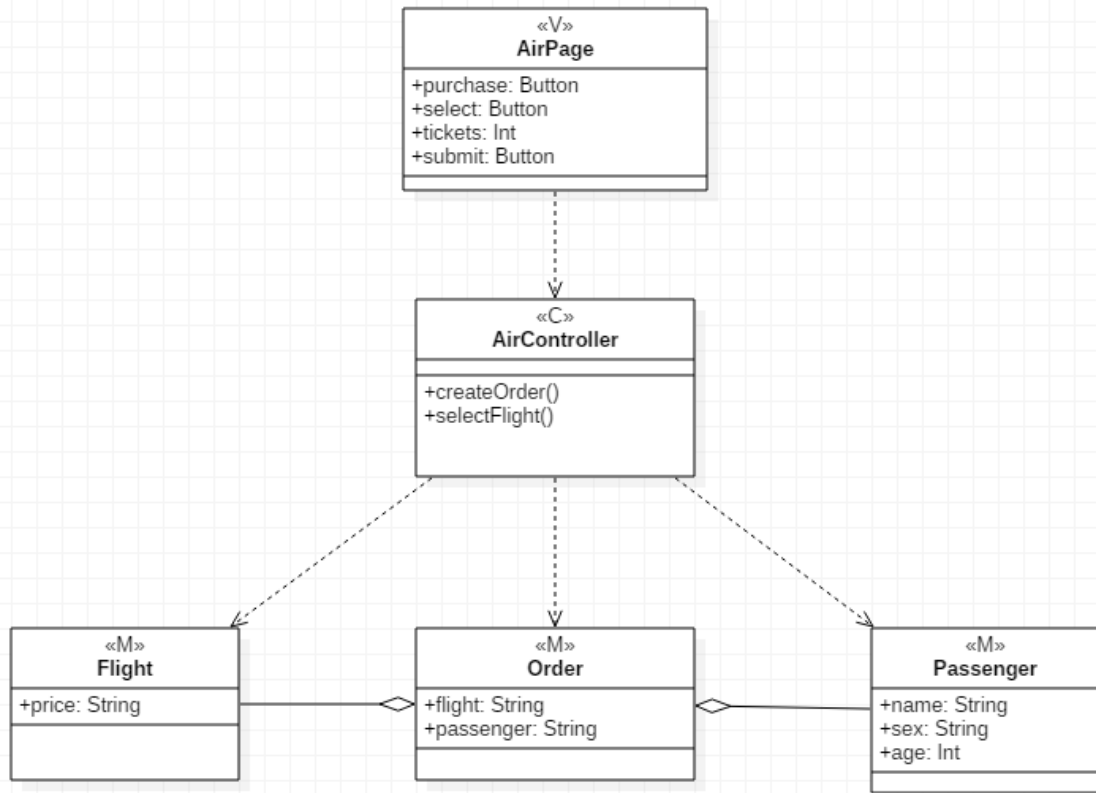 «V»
AirPage
+purchase: Button
+select: Button
+tickets: Int
+submit: Button
«C»
AirController
+createOrder()
+selectFlight()
«M»
Flight
+price: String
«M»
Order
+flight: String
+passenger: String
«M»
Passenger
+name: String
+sex: String
+age: Int